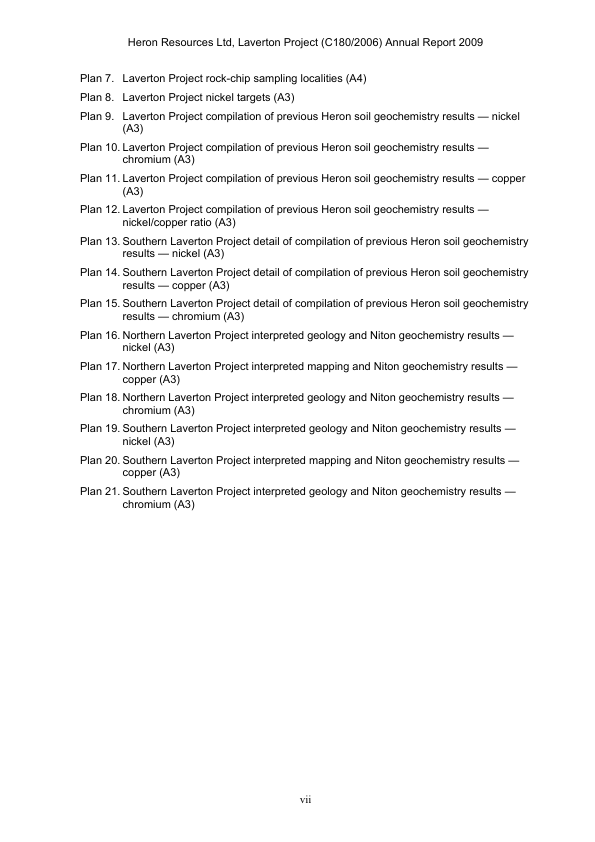 Heron Resources Ltd, Laverton Project (C180/2006) Annual Report 2009
Plan 7. Laverton Project rock-chip sampling localities (A4)
Plan 8. Laverton Project nickel targets (A3)
Plan 9. Laverton Project compilation of previous Heron soil geochemistry results — nickel
(A3)
Plan 10. Laverton Project compilation of previous Heron soil geochemistry results —
chromium (A3)
Plan 11. Laverton Project compilation of previous Heron soil geochemistry results — copper
(A3)
Plan 12. Laverton Project compilation of previous Heron soil geochemistry results —
nickel/copper ratio (A3)
Plan 13. Southern Laverton Project detail of compilation of previous Heron soil geochemistry
results — nickel (A3)
Plan 14. Southern Laverton Project detail of compilation of previous Heron soil geochemistry
results — copper (A3)
Plan 15. Southern Laverton Project detail of compilation of previous Heron soil geochemistry
results — chromium (A3)
Plan 16. Northern Laverton Project interpreted geology and Niton geochemistry results —
nickel (A3)
Plan 17. Northern Laverton Project interpreted mapping and Niton geochemistry results —
copper (A3)
Plan 18. Northern Laverton Project interpreted geology and Niton geochemistry results —
chromium (A3)
Plan 19. Southern Laverton Project interpreted geology and Niton geochemistry results —
nickel (A3)
Plan 20. Southern Laverton Project interpreted mapping and Niton geochemistry results —
copper (A3)
Plan 21. Southern Laverton Project interpreted geology and Niton geochemistry results —
chromium (A3)
vii